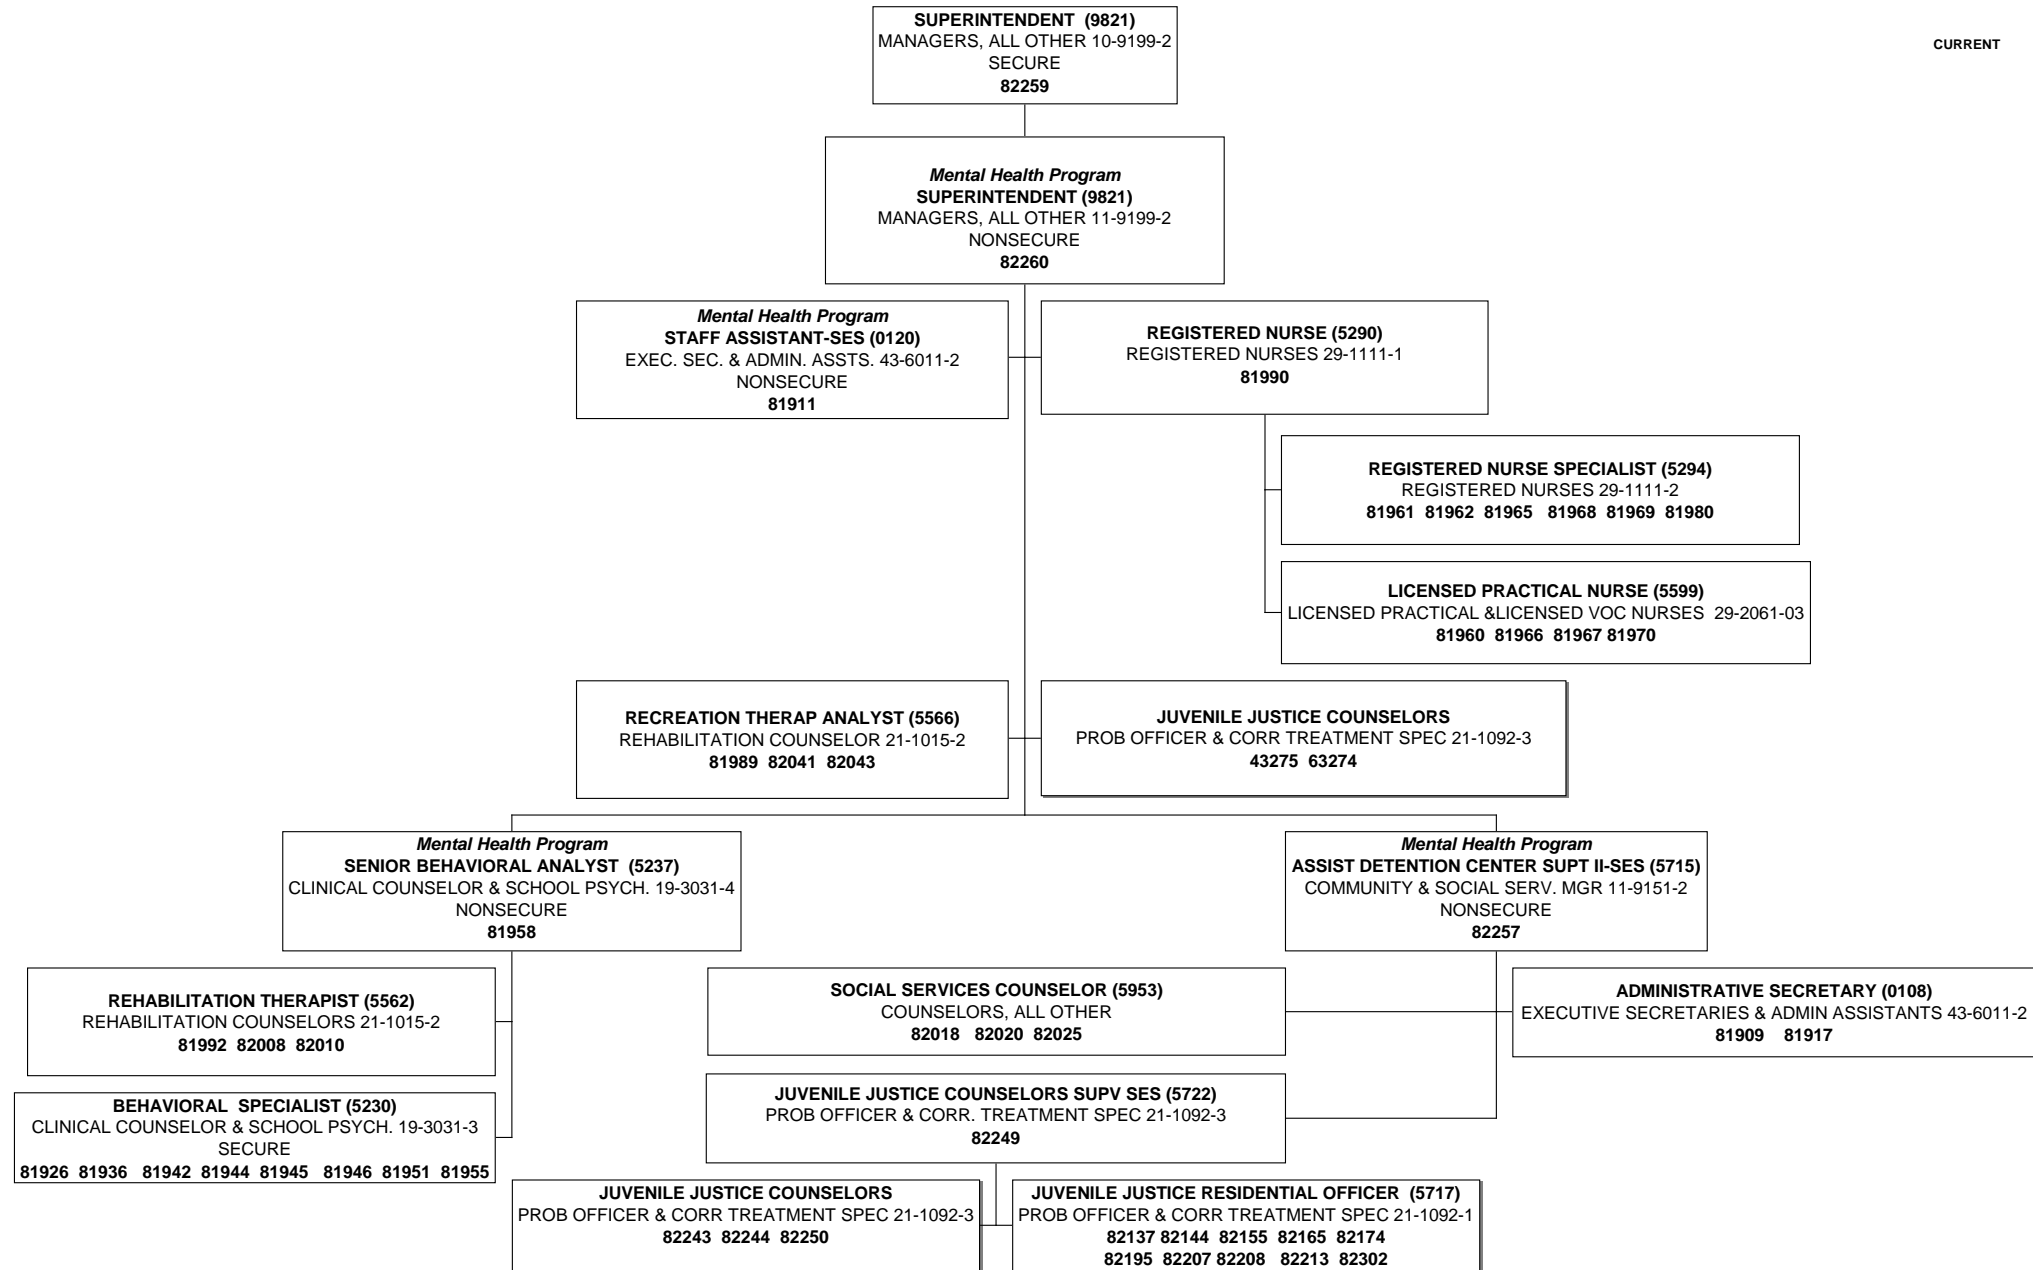 SUPERINTENDENT (9821)
MANAGERS, ALL OTHER 10-9199-2
SECURE
82259
CURRENT
Mental Health Program
SUPERINTENDENT (9821)
MANAGERS, ALL OTHER 11-9199-2
NONSECURE
82260
Mental Health Program
STAFF ASSISTANT-SES (0120)
EXEC. SEC. & ADMIN. ASSTS. 43-6011-2
NONSECURE
81911
REGISTERED NURSE (5290)
REGISTERED NURSES 29-1111-1
81990
REGISTERED NURSE SPECIALIST (5294)
REGISTERED NURSES 29-1111-2
81961 81962 81965 81968 81969 81980
LICENSED PRACTICAL NURSE (5599)
LICENSED PRACTICAL &LICENSED VOC NURSES 29-2061-03
81960 81966 81967 81970
RECREATION THERAP ANALYST (5566)
REHABILITATION COUNSELOR 21-1015-2
81989 82041 82043
JUVENILE JUSTICE COUNSELORS
PROB OFFICER & CORR TREATMENT SPEC 21-1092-3
43275 63274
Mental Health Program
SENIOR BEHAVIORAL ANALYST (5237)
CLINICAL COUNSELOR & SCHOOL PSYCH. 19-3031-4
NONSECURE
81958
Mental Health Program
ASSIST DETENTION CENTER SUPT II-SES (5715)
COMMUNITY & SOCIAL SERV. MGR 11-9151-2
NONSECURE
82257
REHABILITATION THERAPIST (5562)
REHABILITATION COUNSELORS 21-1015-2
81992 82008 82010
SOCIAL SERVICES COUNSELOR (5953)
COUNSELORS, ALL OTHER
82018 82020 82025
ADMINISTRATIVE SECRETARY (0108)
EXECUTIVE SECRETARIES & ADMIN ASSISTANTS 43-6011-2
81909 81917
BEHAVIORAL SPECIALIST (5230)
CLINICAL COUNSELOR & SCHOOL PSYCH. 19-3031-3
SECURE
81926 81936 81942 81944 81945 81946 81951 81955
JUVENILE JUSTICE COUNSELORS SUPV SES (5722)
PROB OFFICER & CORR. TREATMENT SPEC 21-1092-3
82249
JUVENILE JUSTICE COUNSELORS
PROB OFFICER & CORR TREATMENT SPEC 21-1092-3
82243 82244 82250
JUVENILE JUSTICE RESIDENTIAL OFFICER (5717)
PROB OFFICER & CORR TREATMENT SPEC 21-1092-1
82137 82144 82155 82165 82174
82195 82207 82208 82213 82302